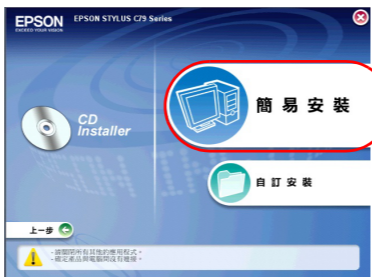 EPSON
EXCEED YOUR VISION
EPSON STYLUS C79 Series
簡易安裝
CD
Installer
自訂安裝
上一步
- 請關閉所有其他的應用程式。
- 確定產品與電腦間沒有連接。